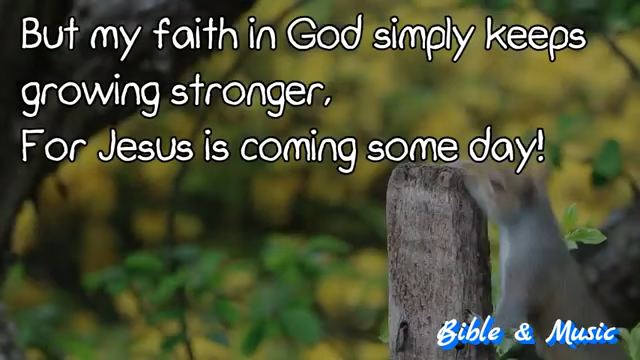 But my faith in God simply keeps
growing stronger,
For Jesus is coming some day!
Bible & Music